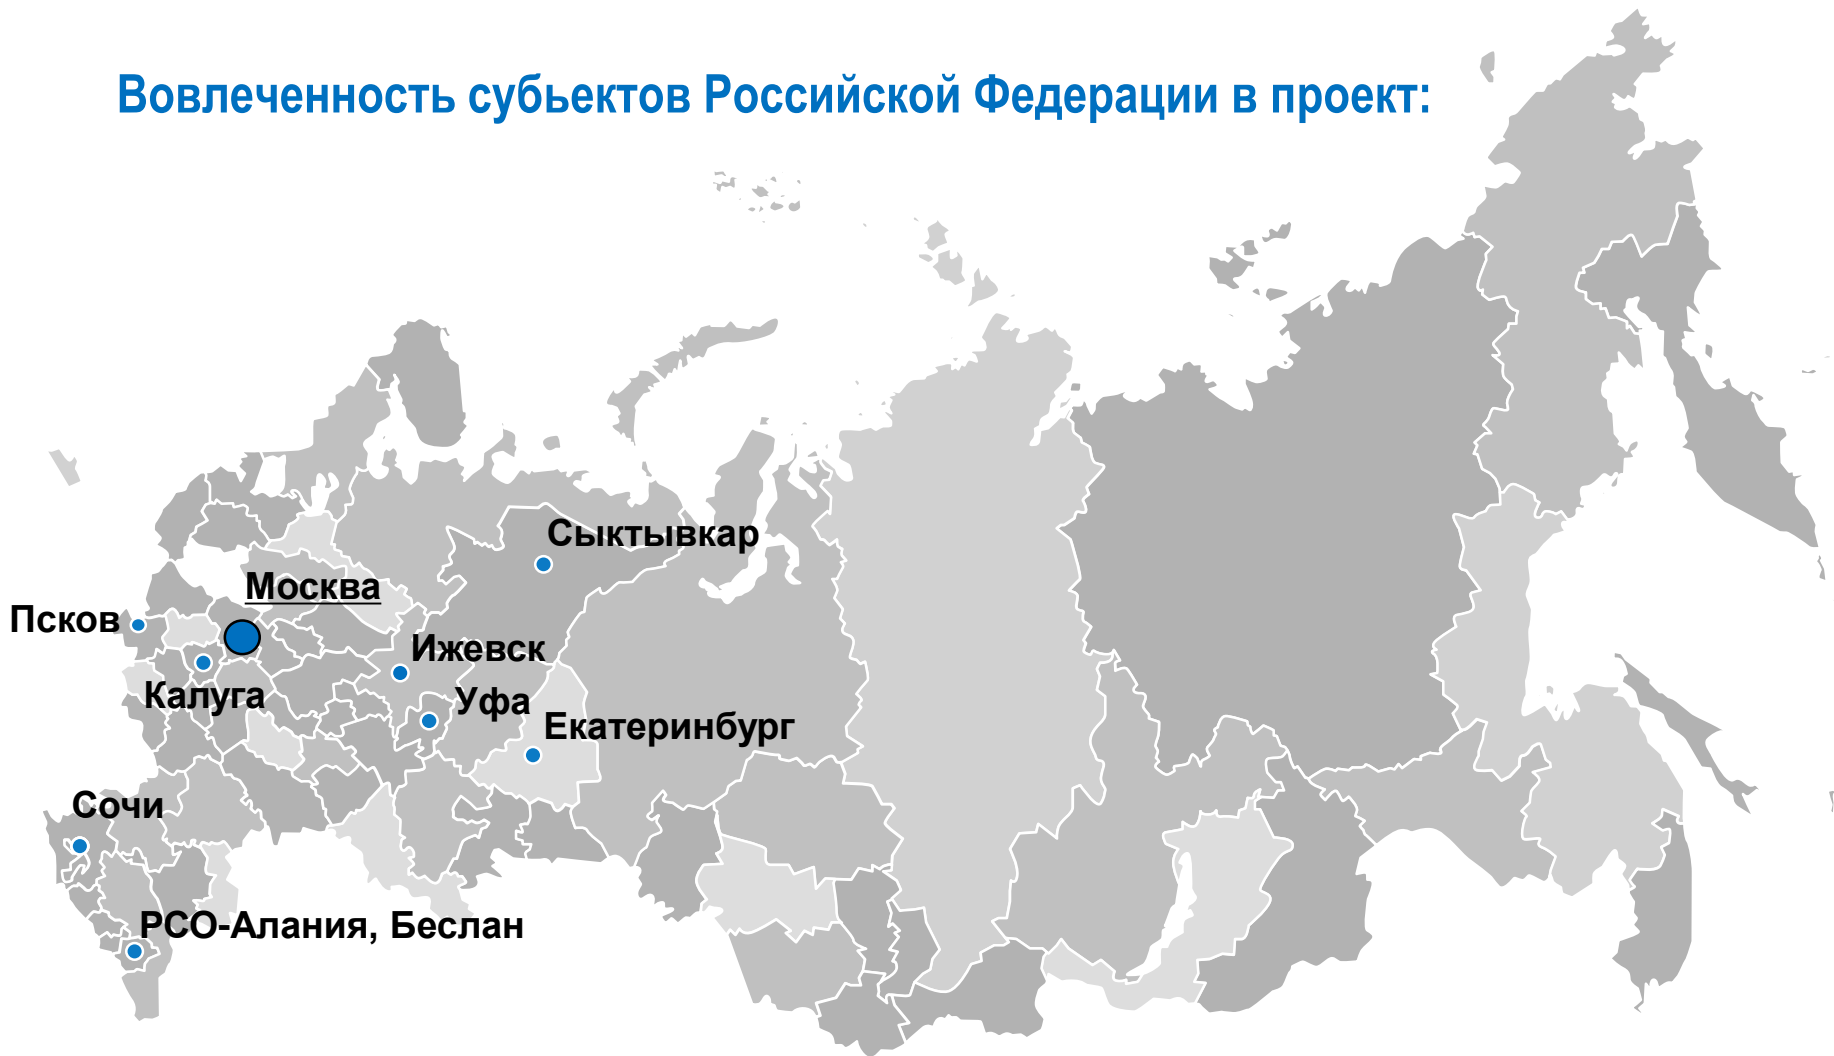 Вовлеченность субьектов Российской Федерации в проект:
Сыктывкар
Москва
Псков
Ижевск
Калуга
Уфа
Екатеринбург
Сочи
РСО-Алания, Беслан